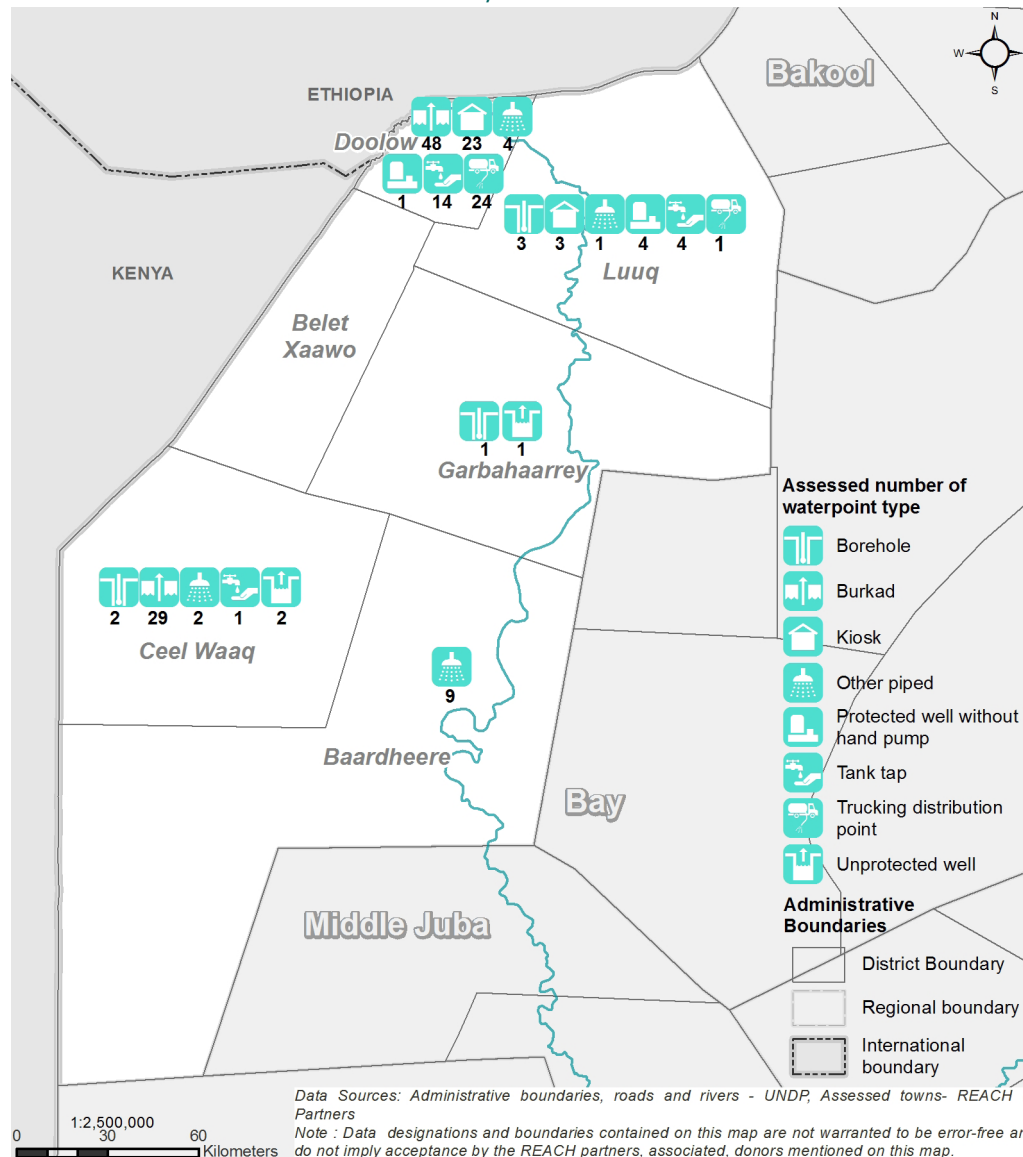 N
W
S
Bakool
ETHIOPIA
Doolow
48 23 4
1 14 24
3 3 1 4 4 1
Luuq
KENYA
Belet
Xaawo
1 1
Garbahaarrey
2 29 2 1 2
Ceel Waaq
9
Baardheere
Bay
Middle Juba
Assessed number of
waterpoint type
Borehole
Burkad
Kiosk
Other piped
Protected well without
hand pump
Tank tap
Trucking distribution
point
Unprotected well
Administrative
Boundaries
District Boundary
Regional boundary
International
boundary
1:2,500,000
0 30 60
Kilometers
Data Sources: Administrative boundaries, roads and rivers - UNDP, Assessed towns- REACH
Partners
Note : Data designations and boundaries contained on this map are not warranted to be error-free an
do not imply acceptance by the REACH partners, associated, donors mentioned on this map.